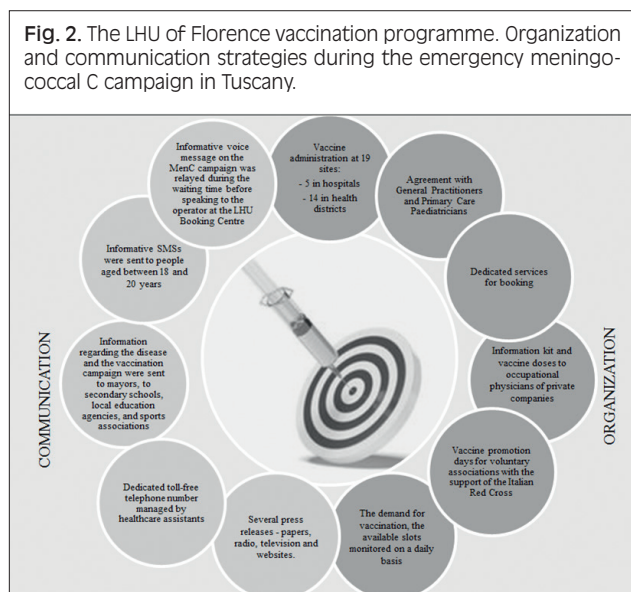 Fig. 2. The LHU of Florence vaccination programme. Organization
and communication strategies during the emergency meningo-
coccal C campaign in Tuscany.
Vaccine
administration at 19
sites:
- 5 in hospitals
- 14 in health
districts
Agreement with
General Practitioners
and Primary Care
Paediatricians
Dedicated services
for booking
Information kit and
vaccine doses to
occupational
physicians of private
companies
Vaccine promotion
days for voluntary
associations with the
support of the Italian
Red Cross
The demand for
vaccination, the
available slots
monitored on a daily
basis
Several press
releases - papers,
radio, television and
websites.
Dedicated toll-free
telephone number
managed by
healthcare assistants
Information
regarding the disease
and the vaccination
campaign were sent
to mayors, to
secondary schools,
local education
agencies, and sports
associations
Informative SMSs
were sent to people
aged between 18 and
20 years
Informative voice
message on the
MenC campaign was
relayed during the
waiting time before
speaking to the
operator at the LHU
Booking Centre
COMMUNICATION
ORGANIZATION